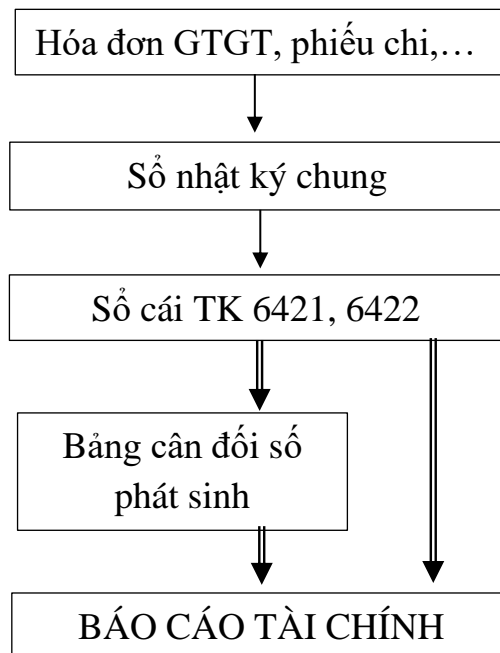 Hóa đơn GTGT, phiếu chi,…
Sổ nhật ký chung
Sổ cái TK 6421, 6422
Bảng cân đối số
phát sinh
BÁO CÁO TÀI CHÍNH